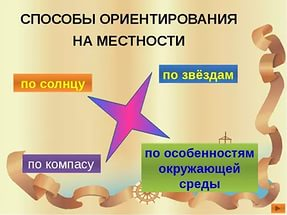 СПОСОБЫ ОРИЕНТИРОВАНИЯ
НА МЕСТНОСТИ
по звёздам
по солнцу
по компасу
по особенностям
окружающей
среды